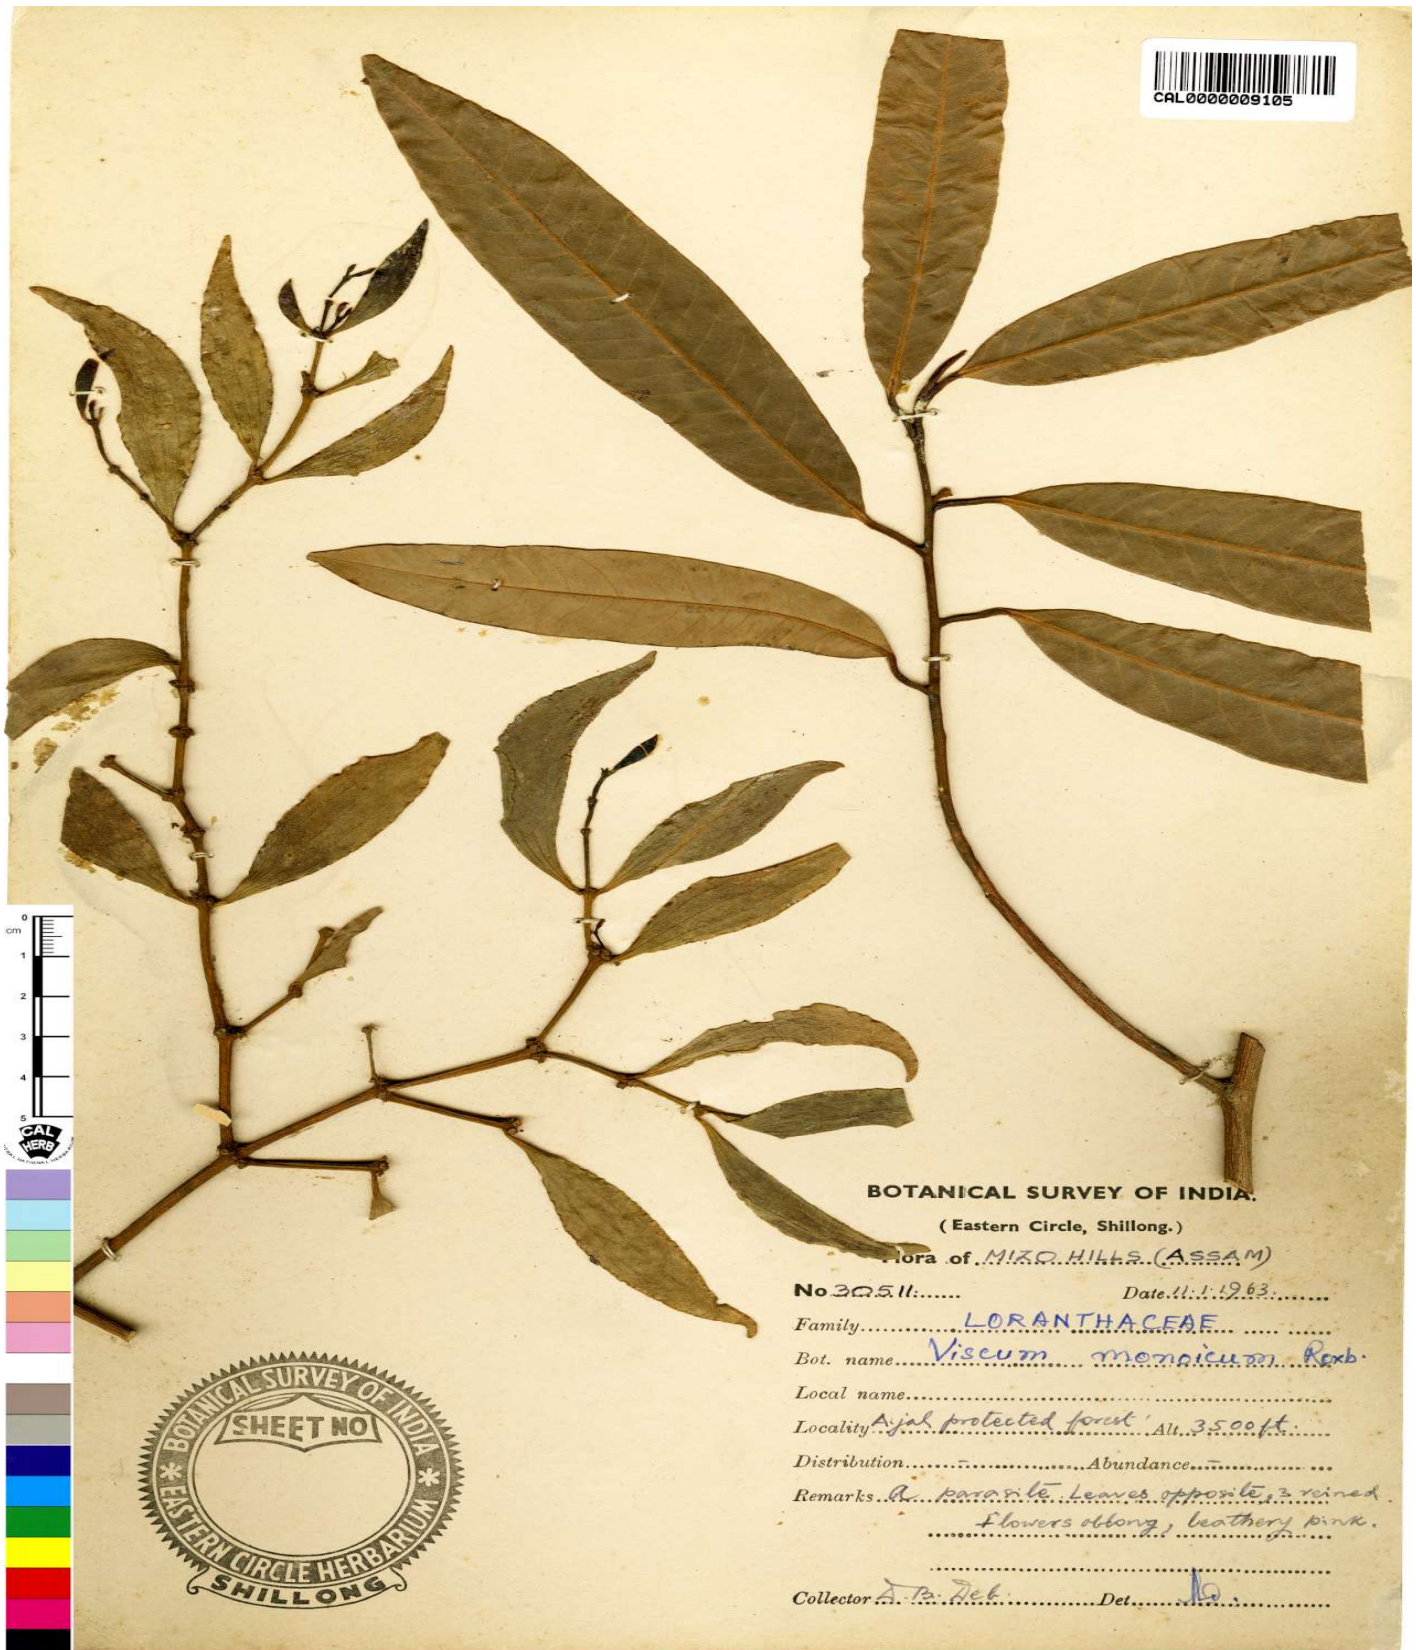 CAL0000009105
0
cm
1
2
3
4
5
CAL
HERB
BOTANICAL SURVEY OF INDIA.
(Eastern Circle, Shillong.)
Flora of MIZO HILLS (ASSAM)
No 30511 Date 11.1.1963.
Family LORANTHACEAE
Bot. name Viscum monoicum Roxb.
Local name
Locality Aijal protected forest Alt. 3500 ft.
Distribution - Abundance -
Remarks A parasite. Leaves opposite, 3 veined.
Flowers oblong, leathery pink.
Collector D. B. Deb. Det.
BOTANICAL SURVEY OF INDIA
SHEET NO
EASTERN CIRCLE HERBARIUM
SHILLONG